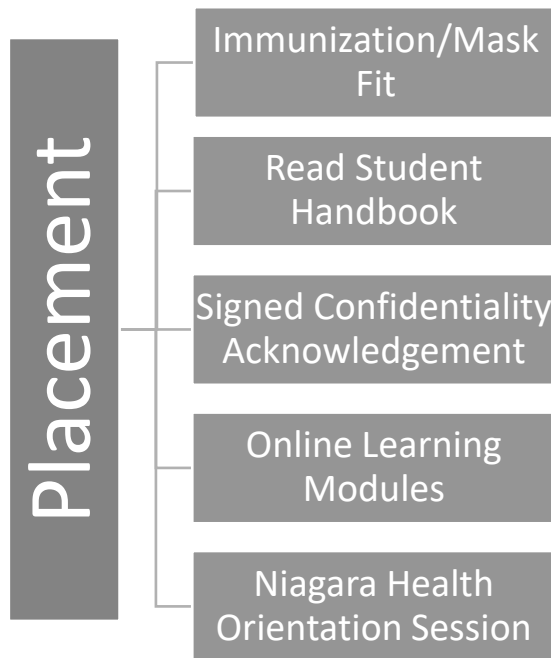 Placement
Immunization/Mask
Fit
Read Student
Handbook
Signed Confidentiality
Acknowledgement
Online Learning
Modules
Niagara Health
Orientation Session